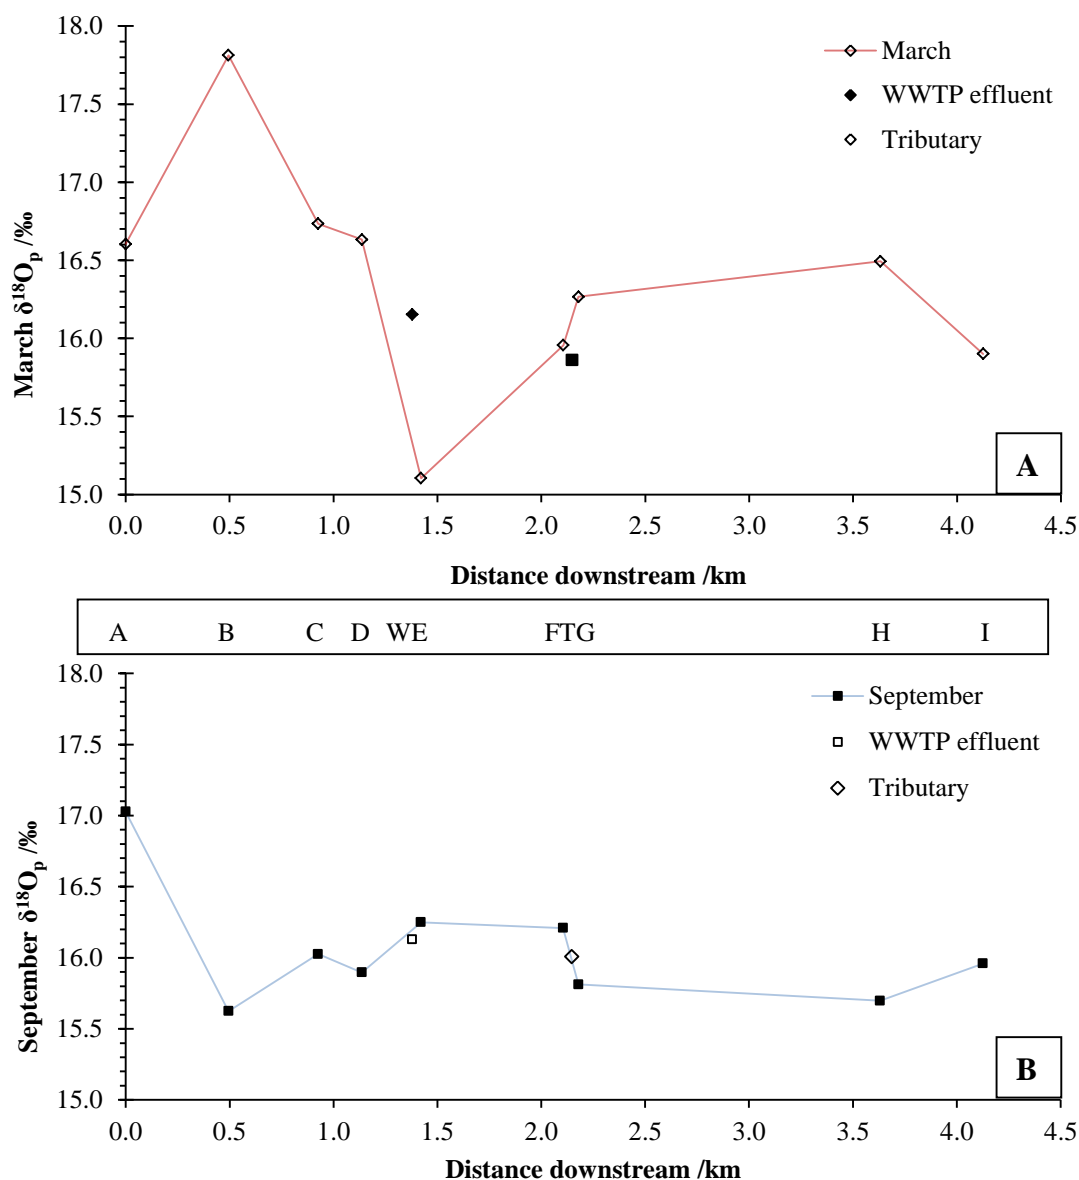 18.0
17.5
17.0
16.5
16.0
15.5
15.0
March δ¹⁸Oₚ /‰
March
WWTP effluent
Tributary
A
0.0 0.5 1.0 1.5 2.0 2.5 3.0 3.5 4.0 4.5
Distance downstream /km
A B C D WE FTG H I
18.0
17.5
17.0
16.5
16.0
15.5
15.0
September δ¹⁸Oₚ /‰
September
WWTP effluent
Tributary
B
0.0 0.5 1.0 1.5 2.0 2.5 3.0 3.5 4.0 4.5
Distance downstream /km